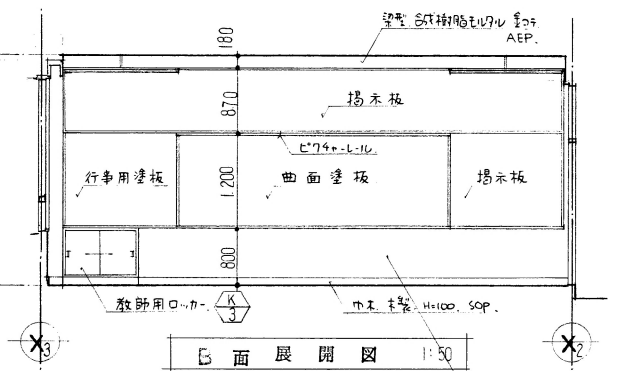 梁型 合成樹脂モルタル 金コテ
AEP.
180
870
掲示板
ピクチャーレール
行事用塗板
1.200
曲面塗板
掲示板
800
教師用ロッカー
K
3
巾木 木製 H=100. SOP.
X3
B面展開図 1:50
X2